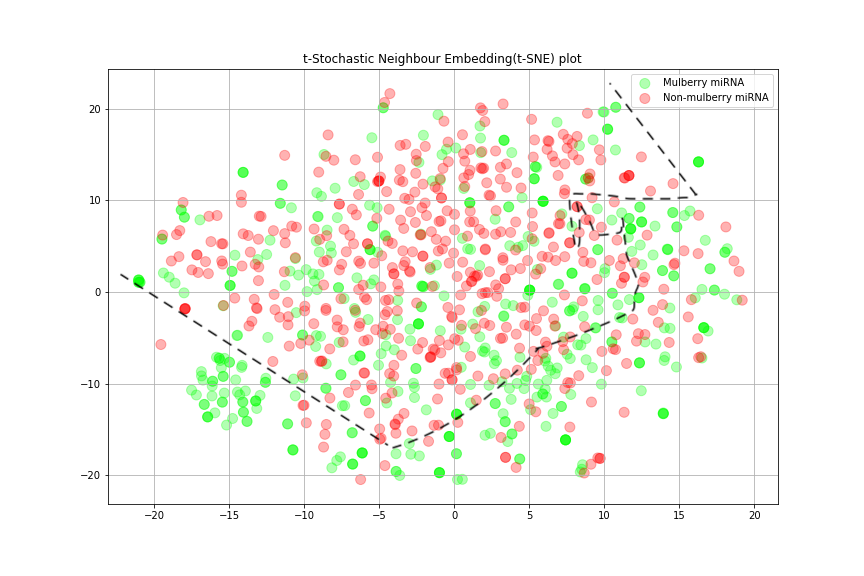 t-Stochastic Neighbour Embedding(t-SNE) plot
Mulberry miRNA
Non-mulberry miRNA
20
10
0
−10
−20
−20 −15 −10 −5 0 5 10 15 20